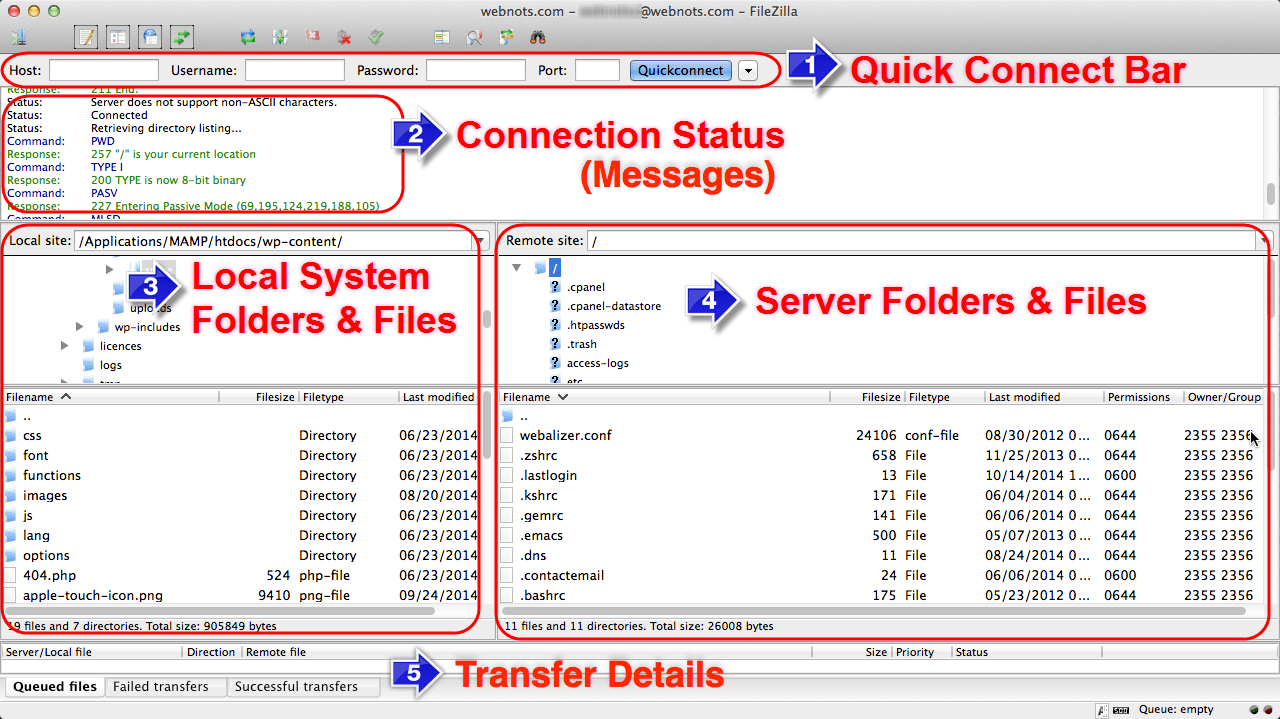 webnots.com – @webnots.com – FileZilla
Host: Username: Password: Port: Quickconnect
1 Quick Connect Bar
Response: 211 End.
Status: Server does not support non-ASCII characters.
Status: Connected
Status: Retrieving directory listing...
Command: PWD
Response: 257 "/" is your current location
Command: TYPE I
Response: 200 TYPE is now 8-bit binary
Command: PASV
Response: 227 Entering Passive Mode (69,195,124,219,188,105)
Command: MLSD
2 Connection Status
(Messages)
Local site: /Applications/MAMP/htdocs/wp-content/
uploads
wp-includes
licences
logs
tmp
3 Local System
Folders & Files
Filename Filesize Filetype Last modified
..
css Directory 06/23/2014
font Directory 06/23/2014
functions Directory 06/23/2014
images Directory 08/20/2014
js Directory 06/23/2014
lang Directory 06/23/2014
options Directory 06/23/2014
404.php 524 php-file 06/23/2014
apple-touch-icon.png 9410 png-file 09/24/2014
19 files and 7 directories. Total size: 905849 bytes
Remote site: /
/
.cpanel
.cpanel-datastore
.htpasswds
.trash
access-logs
etc
4 Server Folders & Files
Filename Filesize Filetype Last modified Permissions Owner/Group
..
webalizer.conf 24106 conf-file 08/30/2012 0... 0644 2355 2356
.zshrc 658 File 11/25/2013 0... 0644 2355 2356
.lastlogin 13 File 10/14/2014 1... 0600 2355 2356
.kshrc 171 File 06/04/2014 0... 0644 2355 2356
.gemrc 141 File 06/06/2014 0... 0644 2355 2356
.emacs 500 File 05/07/2013 0... 0644 2355 2356
.dns 11 File 08/24/2014 0... 0644 2355 2356
.contactemail 24 File 06/06/2014 0... 0600 2355 2356
.bashrc 175 File 05/23/2012 0... 0644 2355 2356
11 files and 11 directories. Total size: 26008 bytes
Server/Local file Direction Remote file Size Priority Status
5 Transfer Details
Queued files Failed transfers Successful transfers
Queue: empty